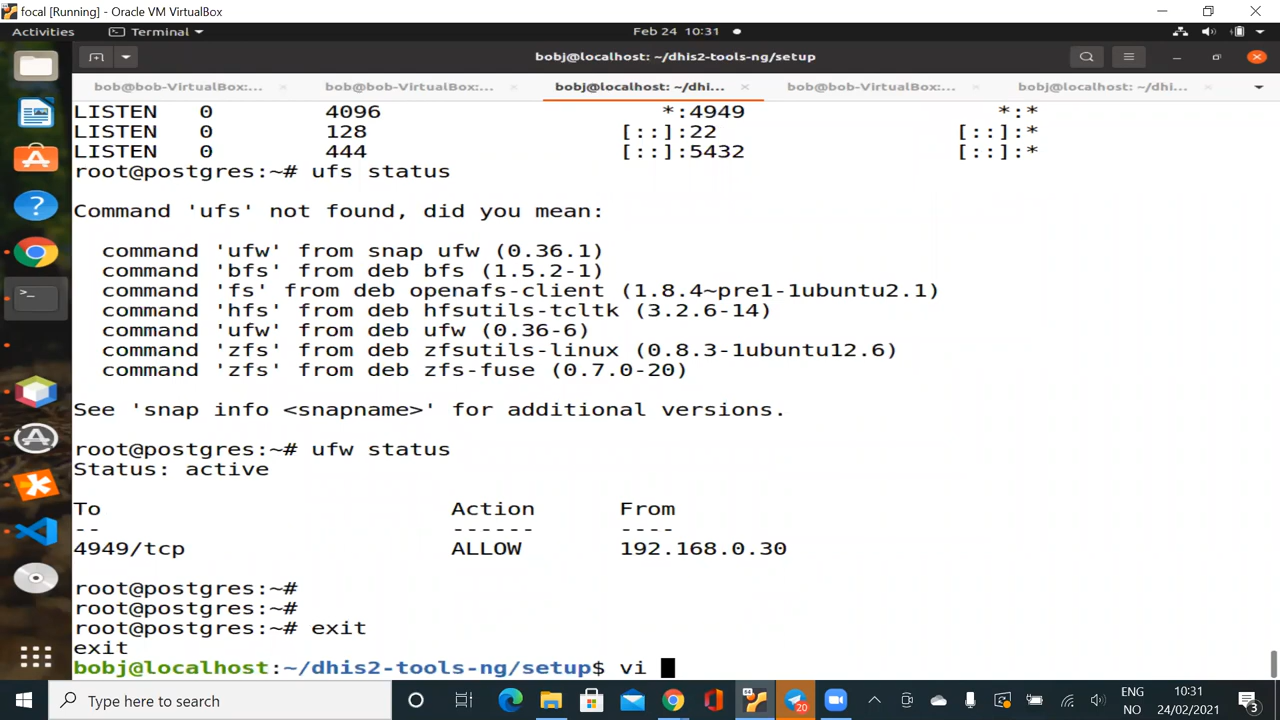 focal [Running] - Oracle VM VirtualBox
Activities Terminal Feb 24 10:31
bobj@localhost: ~/dhis2-tools-ng/setup
bob@bob-VirtualBox:... bob@bob-VirtualBox:... bobj@localhost: ~/dhi... bob@bob-VirtualBox:... bobj@localhost: ~/dhi...
LISTEN 0 4096 *:4949 *:*
LISTEN 0 128 [::]:22 [::]:*
LISTEN 0 444 [::]:5432 [::]:*
root@postgres:~# ufs status
Command 'ufs' not found, did you mean:
command 'ufw' from snap ufw (0.36.1)
command 'bfs' from deb bfs (1.5.2-1)
command 'fs' from deb openafs-client (1.8.4~pre1-1ubuntu2.1)
command 'hfs' from deb hfsutils-tcltk (3.2.6-14)
command 'ufw' from deb ufw (0.36-6)
command 'zfs' from deb zfsutils-linux (0.8.3-1ubuntu12.6)
command 'zfs' from deb zfs-fuse (0.7.0-20)
See 'snap info <snapname>' for additional versions.
root@postgres:~# ufw status
Status: active
To Action From
-- ------ ----
4949/tcp ALLOW 192.168.0.30
root@postgres:~#
root@postgres:~#
root@postgres:~# exit
exit
bobj@localhost:~/dhis2-tools-ng/setup$ vi
Type here to search
20
ENG 10:31
NO 24/02/2021
3